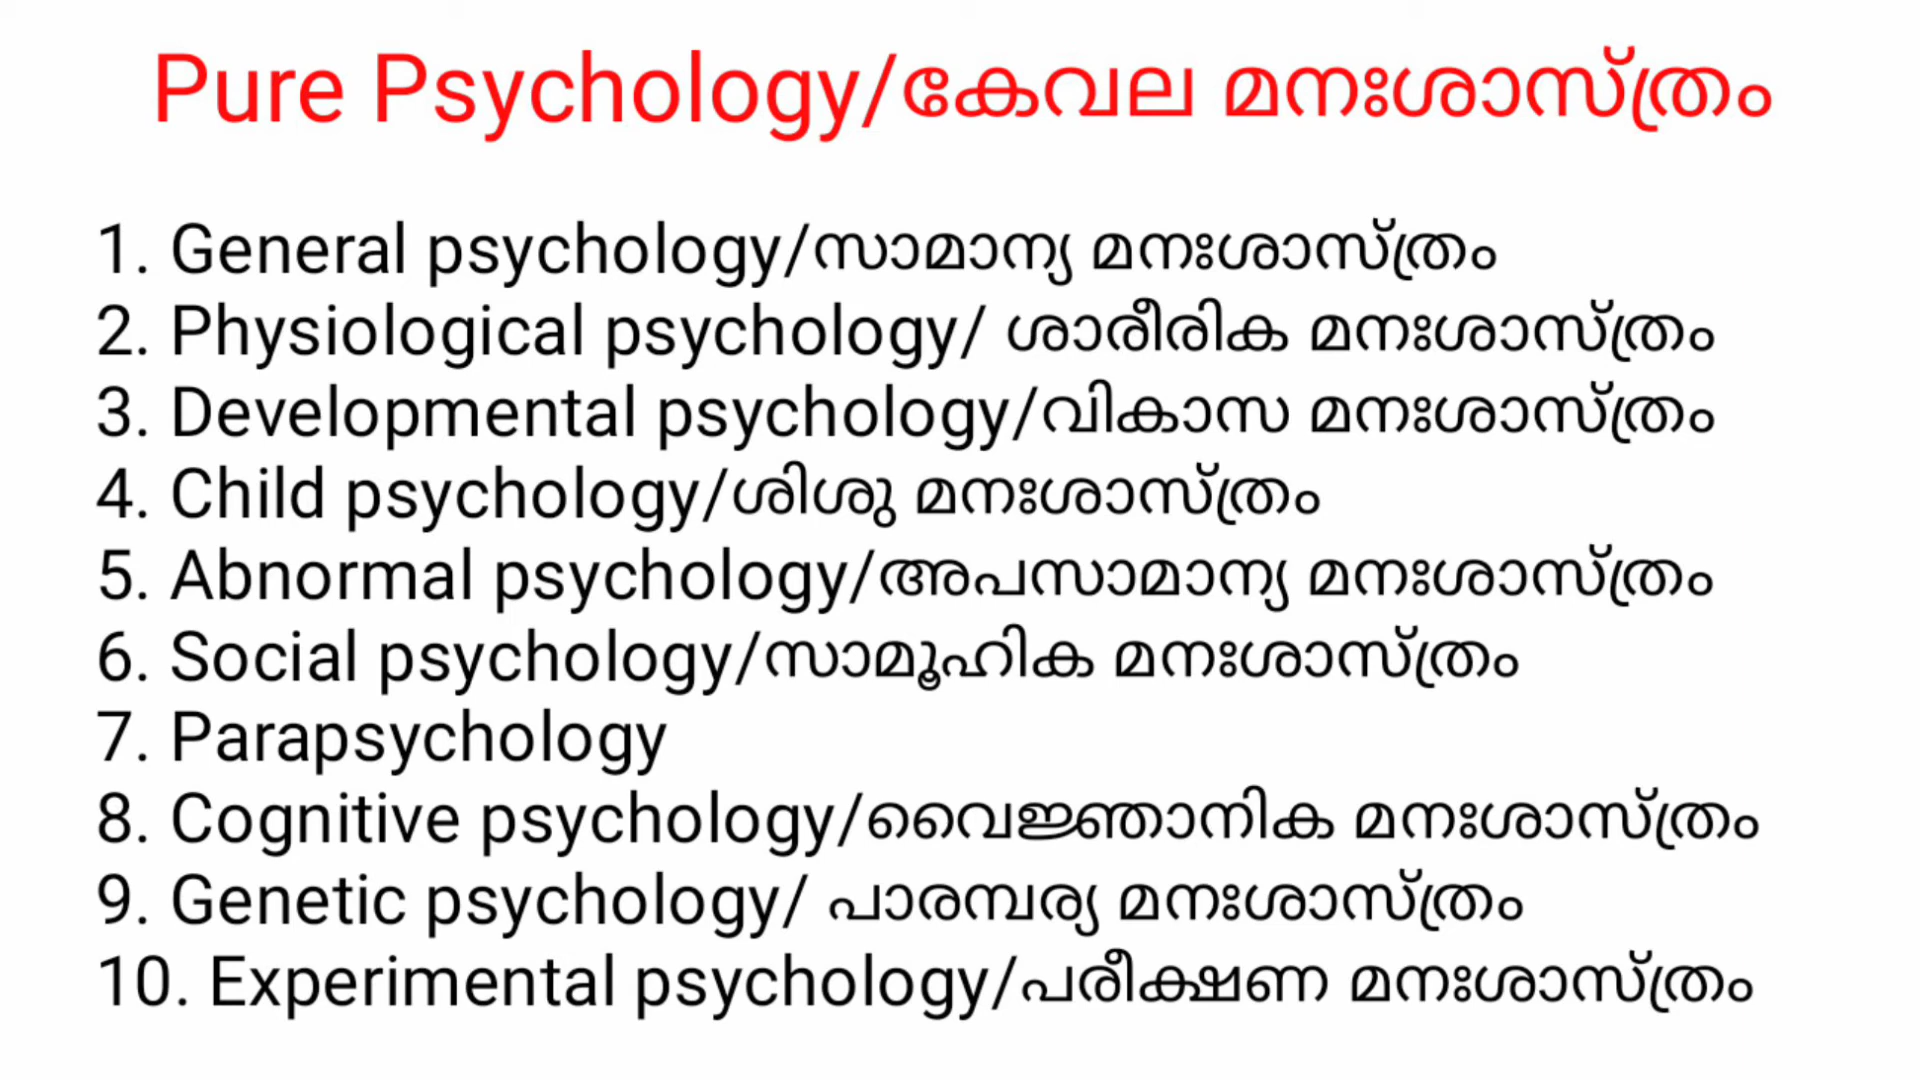 Pure Psychology/കേവല മനഃശാസ്ത്രം
1. General psychology/സാമാന്യ മനഃശാസ്ത്രം
2. Physiological psychology/ ശാരീരിക മനഃശാസ്ത്രം
3. Developmental psychology/വികാസ മനഃശാസ്ത്രം
4. Child psychology/ശിശു മനഃശാസ്ത്രം
5. Abnormal psychology/അപസാമാന്യ മനഃശാസ്ത്രം
6. Social psychology/സാമൂഹിക മനഃശാസ്ത്രം
7. Parapsychology
8. Cognitive psychology/വൈജ്ഞാനിക മനഃശാസ്ത്രം
9. Genetic psychology/ പാരമ്പര്യ മനഃശാസ്ത്രം
10. Experimental psychology/പരീക്ഷണ മനഃശാസ്ത്രം